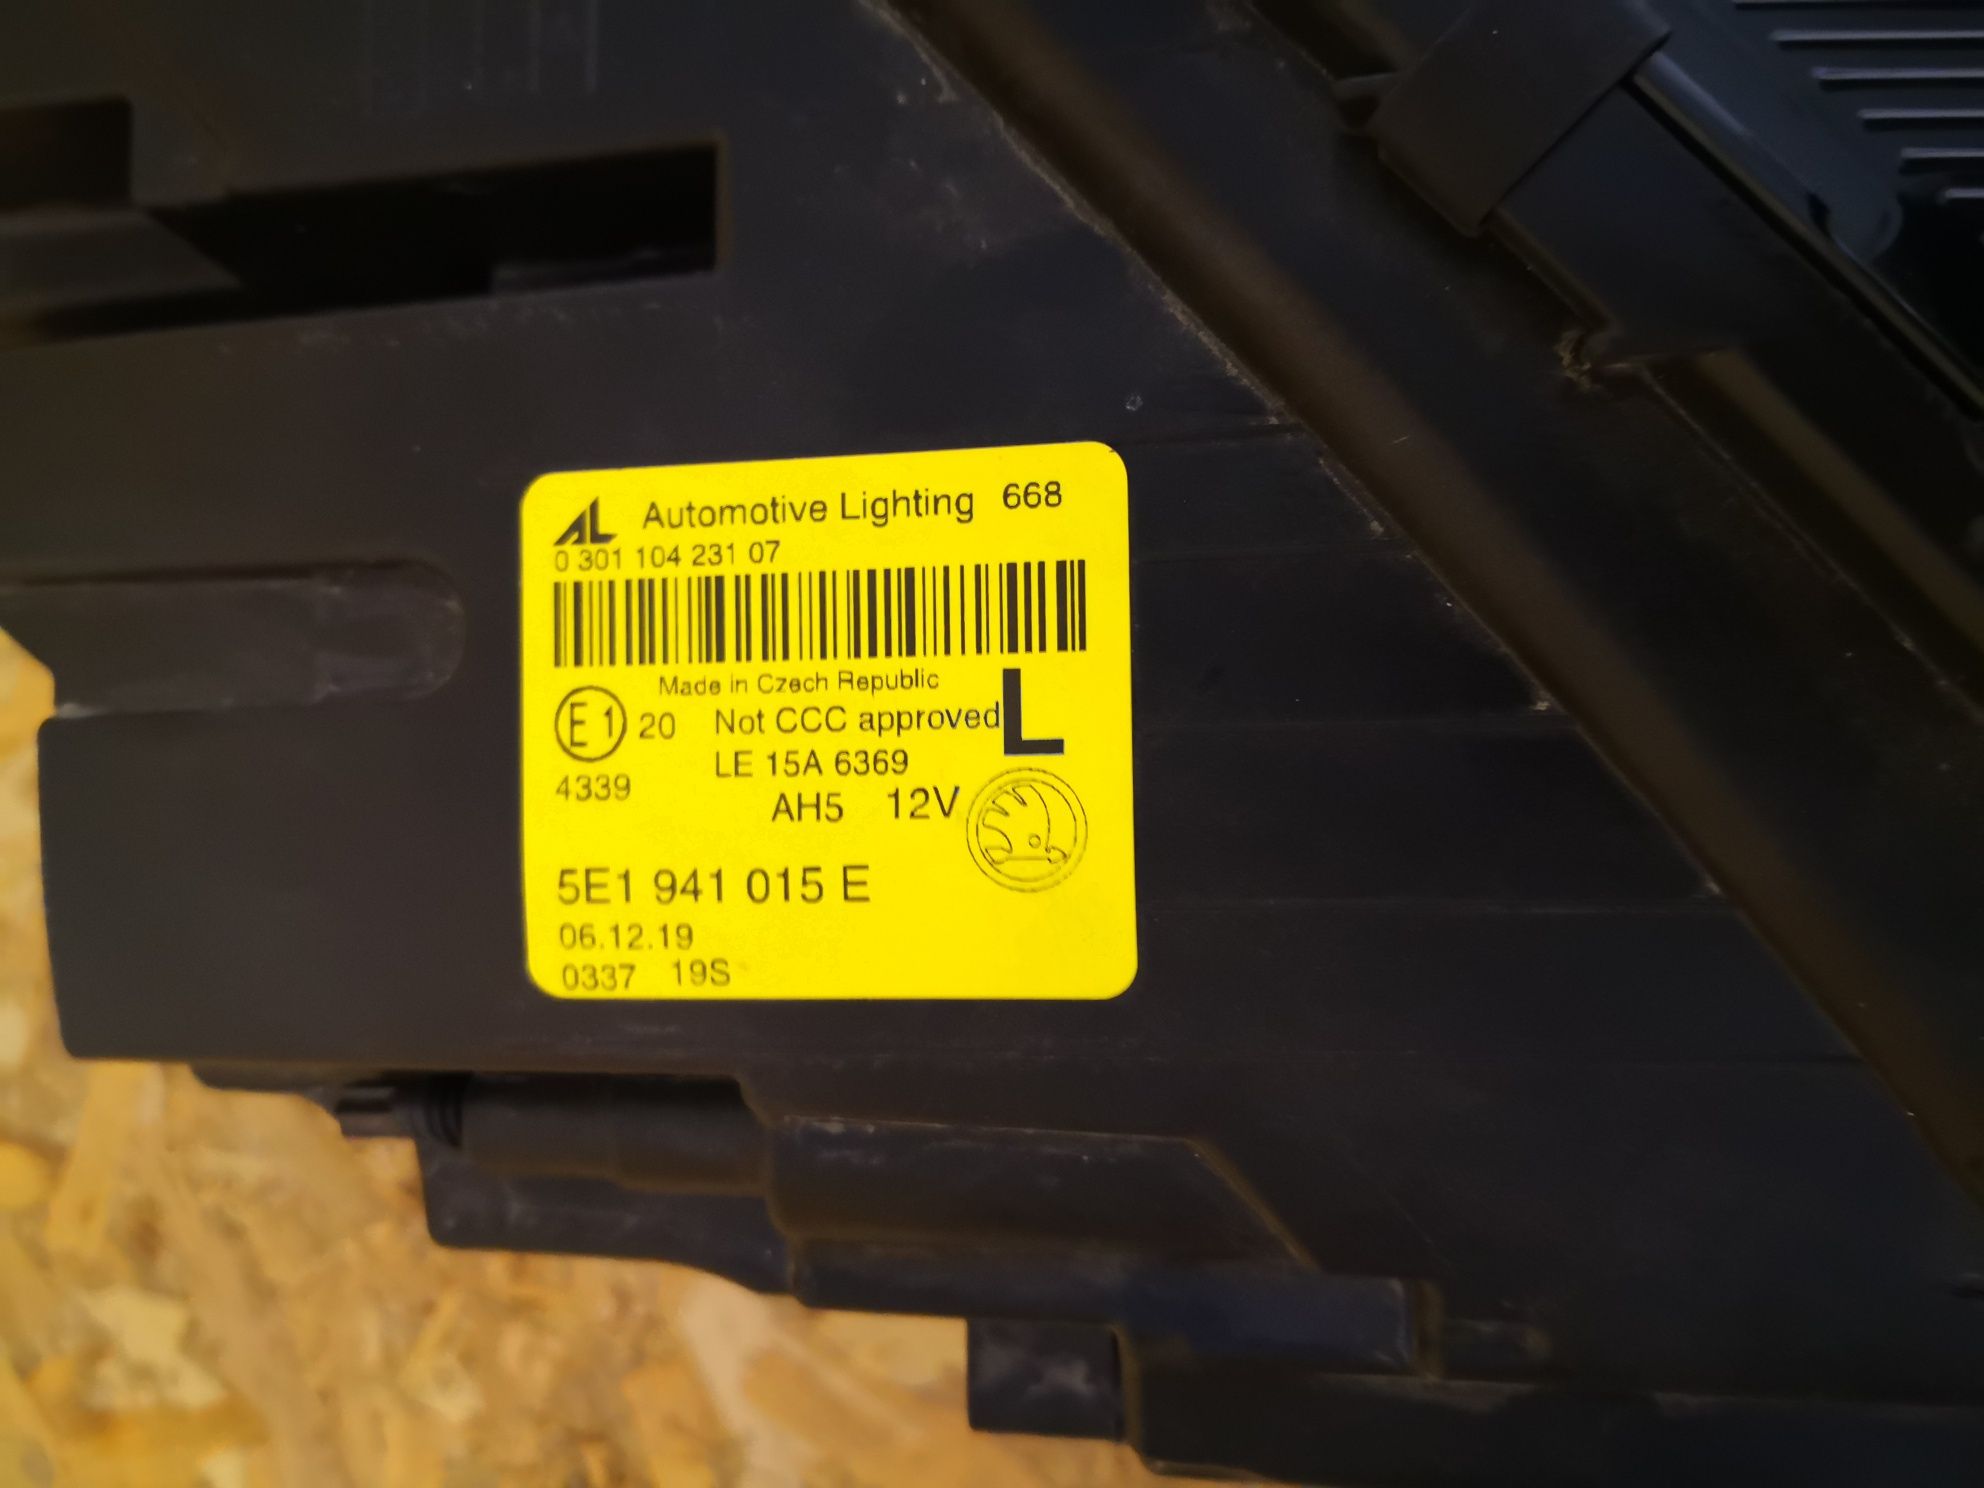 AL Automotive Lighting 668
0 301 104 231 07
Made in Czech Republic
E1 20 Not CCC approved L
LE 15A 6369
4339
AH5 12V
5E1 941 015 E
06.12.19
0337 19S